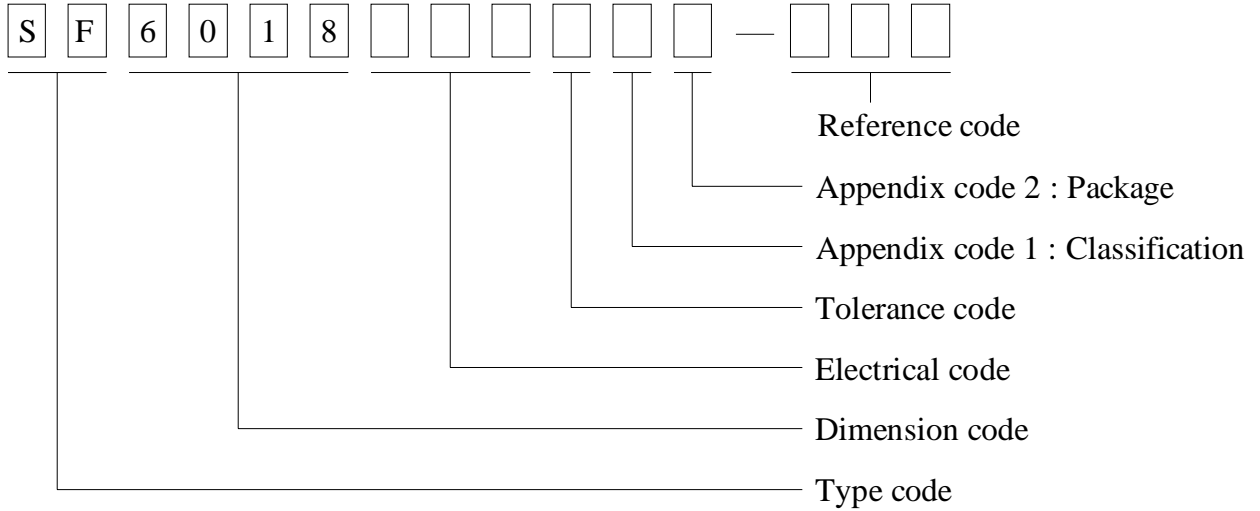 S F 6 0 1 8 —
Reference code
Appendix code 2 : Package
Appendix code 1 : Classification
Tolerance code
Electrical code
Dimension code
Type code